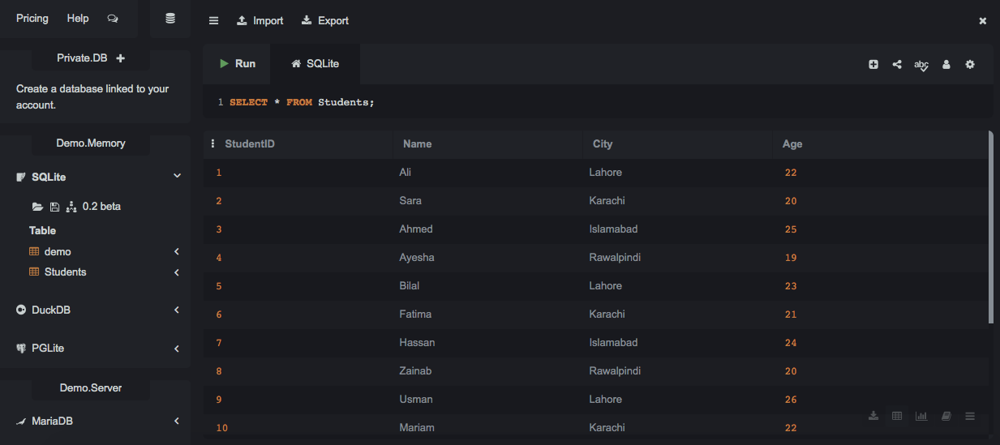 Pricing Help
Import Export
Private.DB
Create a database linked to your
account.
Demo.Memory
SQLite
0.2 beta
Table
demo
Students
DuckDB
PGLite
Demo.Server
MariaDB
Run SQLite
abc
1 SELECT * FROM Students;
StudentID Name City Age
1 Ali Lahore 22
2 Sara Karachi 20
3 Ahmed Islamabad 25
4 Ayesha Rawalpindi 19
5 Bilal Lahore 23
6 Fatima Karachi 21
7 Hassan Islamabad 24
8 Zainab Rawalpindi 20
9 Usman Lahore 26
10 Mariam Karachi 22